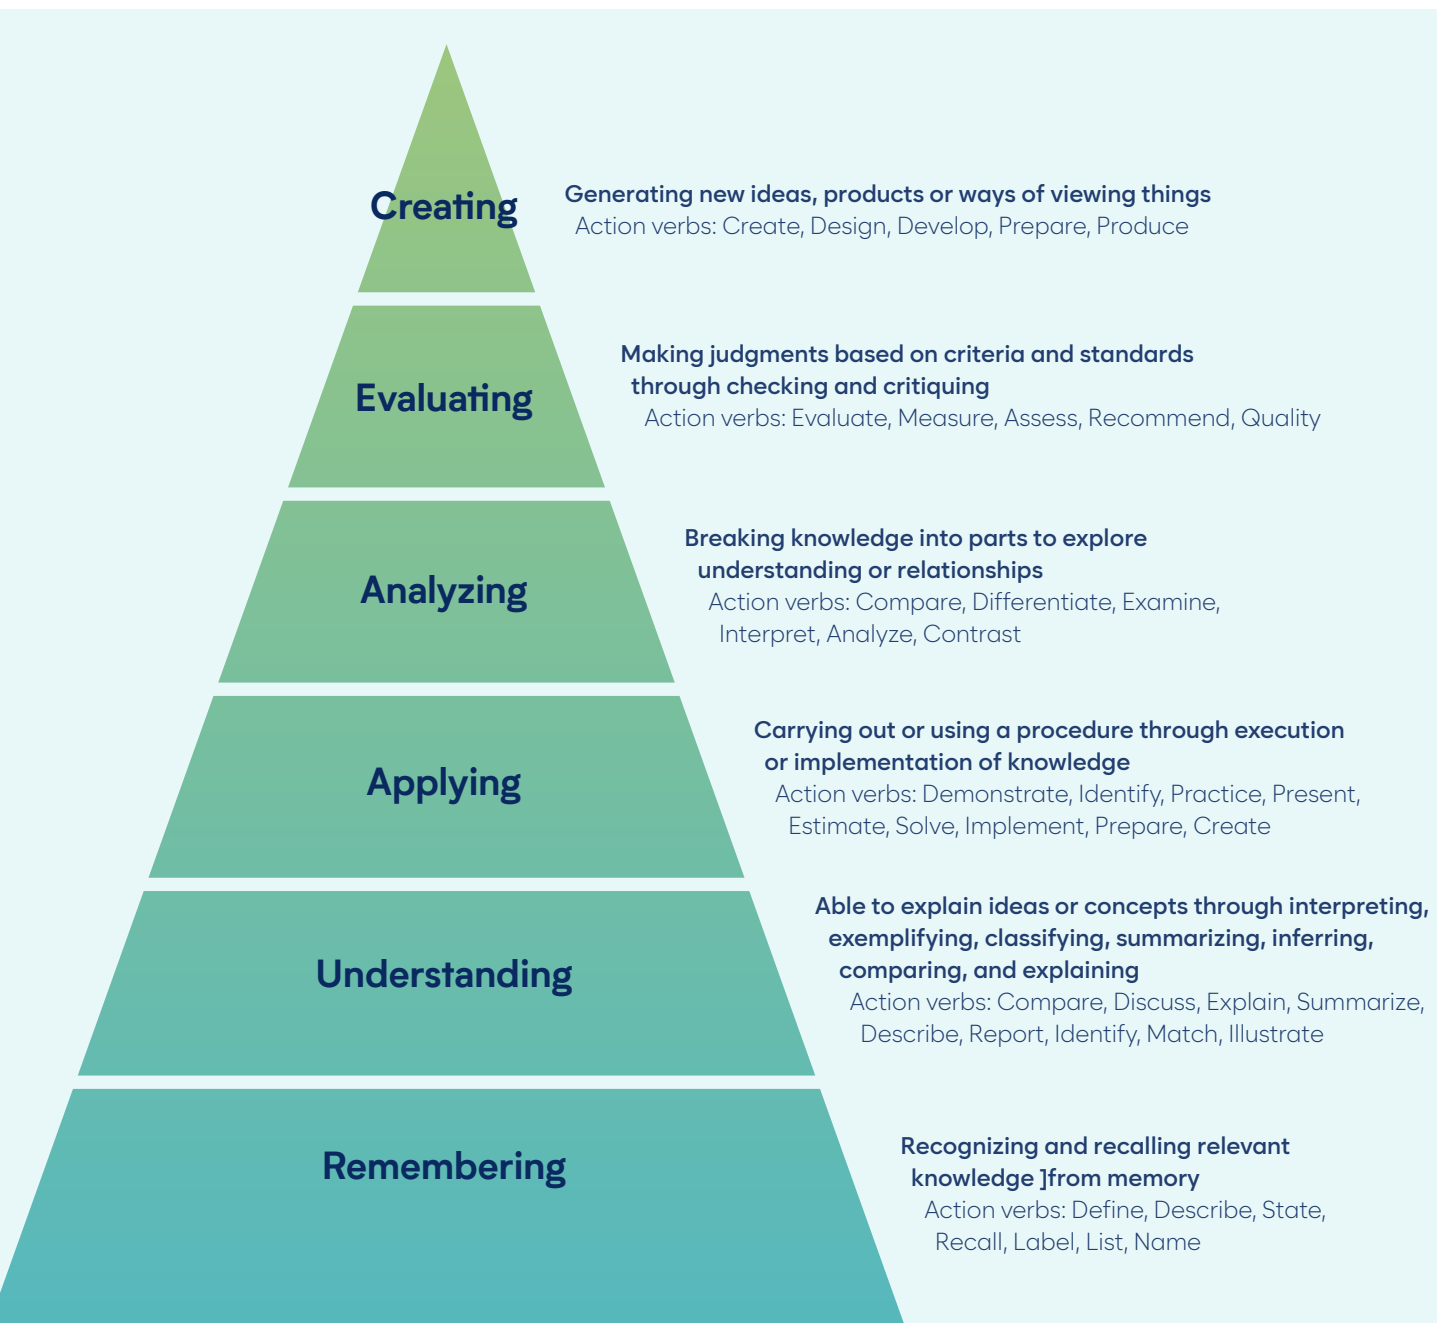 Creating
Generating new ideas, products or ways of viewing things
Action verbs: Create, Design, Develop, Prepare, Produce
Evaluating
Making judgments based on criteria and standards
through checking and critiquing
Action verbs: Evaluate, Measure, Assess, Recommend, Quality
Analyzing
Breaking knowledge into parts to explore
understanding or relationships
Action verbs: Compare, Differentiate, Examine,
Interpret, Analyze, Contrast
Applying
Carrying out or using a procedure through execution
or implementation of knowledge
Action verbs: Demonstrate, Identify, Practice, Present,
Estimate, Solve, Implement, Prepare, Create
Understanding
Able to explain ideas or concepts through interpreting,
exemplifying, classifying, summarizing, inferring,
comparing, and explaining
Action verbs: Compare, Discuss, Explain, Summarize,
Describe, Report, Identify, Match, Illustrate
Remembering
Recognizing and recalling relevant
knowledge ]from memory
Action verbs: Define, Describe, State,
Recall, Label, List, Name